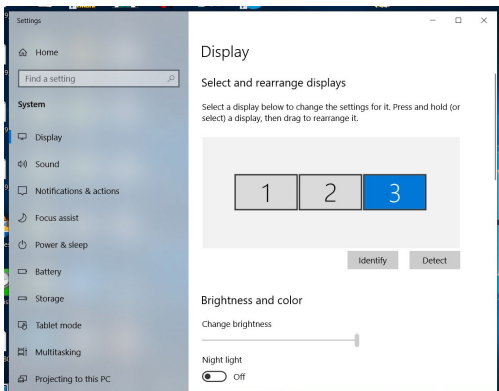 Settings
Home
Find a setting
System
Display
Sound
Notifications & actions
Focus assist
Power & sleep
Battery
Storage
Tablet mode
Multitasking
Projecting to this PC
Display
Select and rearrange displays
Select a display below to change the settings for it. Press and hold (or
select) a display, then drag to rearrange it.
1 2 3
Identify Detect
Brightness and color
Change brightness
Night light
Off